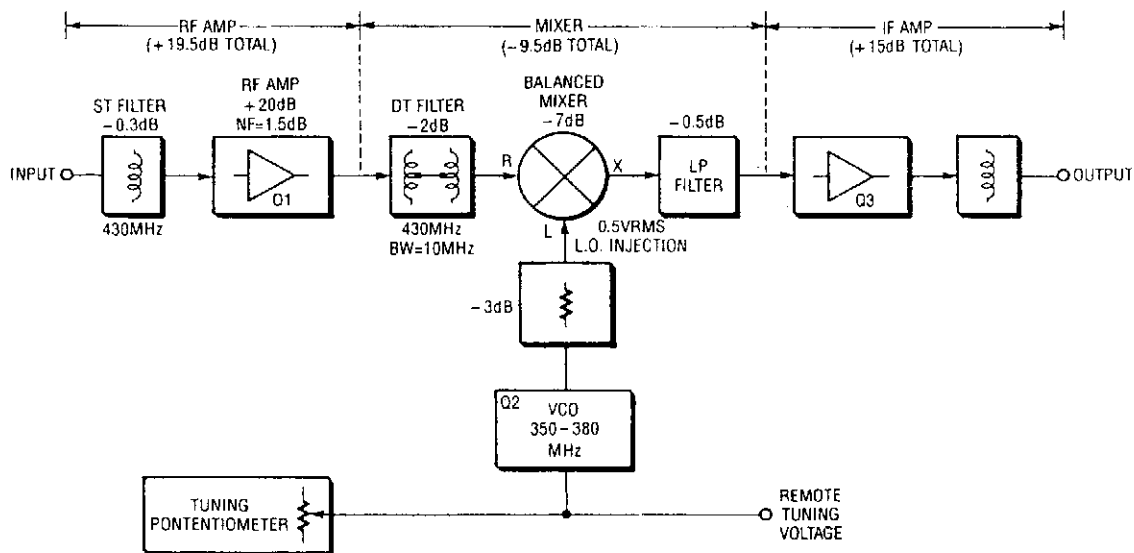 RF AMP
(+19.5dB TOTAL)
MIXER
(-9.5dB TOTAL)
IF AMP
(+15dB TOTAL)
ST FILTER
-0.3dB
RF AMP
+20dB
NF=1.5dB
DT FILTER
-2dB
BALANCED
MIXER
-7dB
-0.5dB
INPUT
Q1
R
X
LP
FILTER
Q3
OUTPUT
430MHz
430MHz
BW=10MHz
L
0.5VRMS
L.O. INJECTION
-3dB
Q2
VCO
350-380
MHz
TUNING
PONTENTIOMETER
REMOTE
TUNING
VOLTAGE